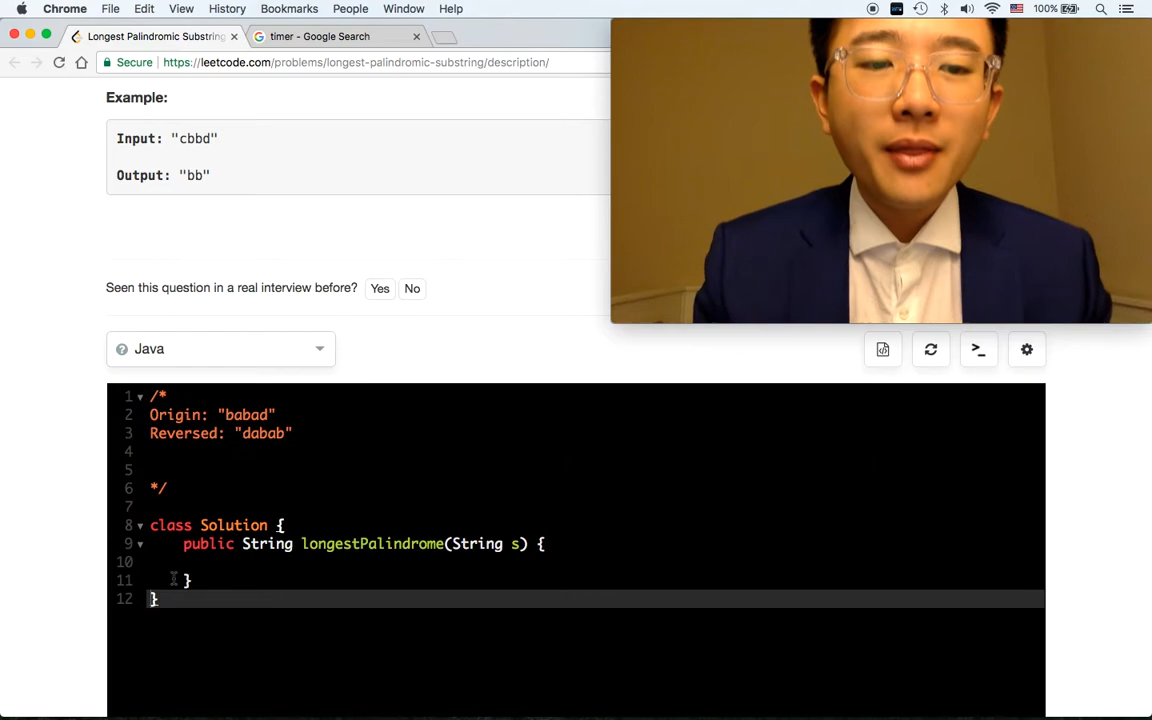 Chrome File Edit View History Bookmarks People Window Help 100%
Longest Palindromic Substring timer - Google Search
Secure https://leetcode.com/problems/longest-palindromic-substring/description/
Example:
Input: "cbbd"
Output: "bb"
Seen this question in a real interview before? Yes No
Java >_
1 /*
2 Origin: "babad"
3 Reversed: "dabab"
4
5
6 */
7
8 class Solution {
9 public String longestPalindrome(String s) {
10
11 }
12 }